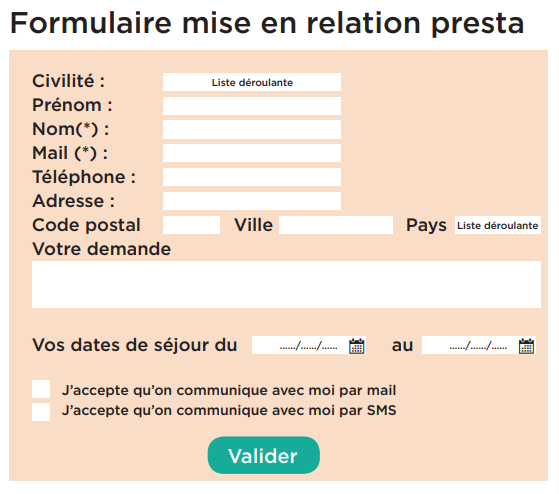 Formulaire mise en relation presta
Civilité : Liste déroulante
Prénom :
Nom(*) :
Mail (*) :
Téléphone :
Adresse :
Code postal Ville Pays Liste déroulante
Votre demande
Vos dates de séjour du ....../....../...... au ....../....../......
J'accepte qu'on communique avec moi par mail
J'accepte qu'on communique avec moi par SMS
Valider